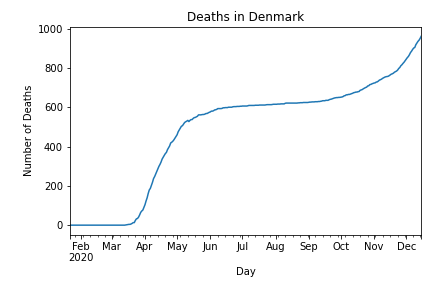 Deaths in Denmark
Number of Deaths
1000
800
600
400
200
0
Feb Mar Apr May Jun Jul Aug Sep Oct Nov Dec
2020
Day